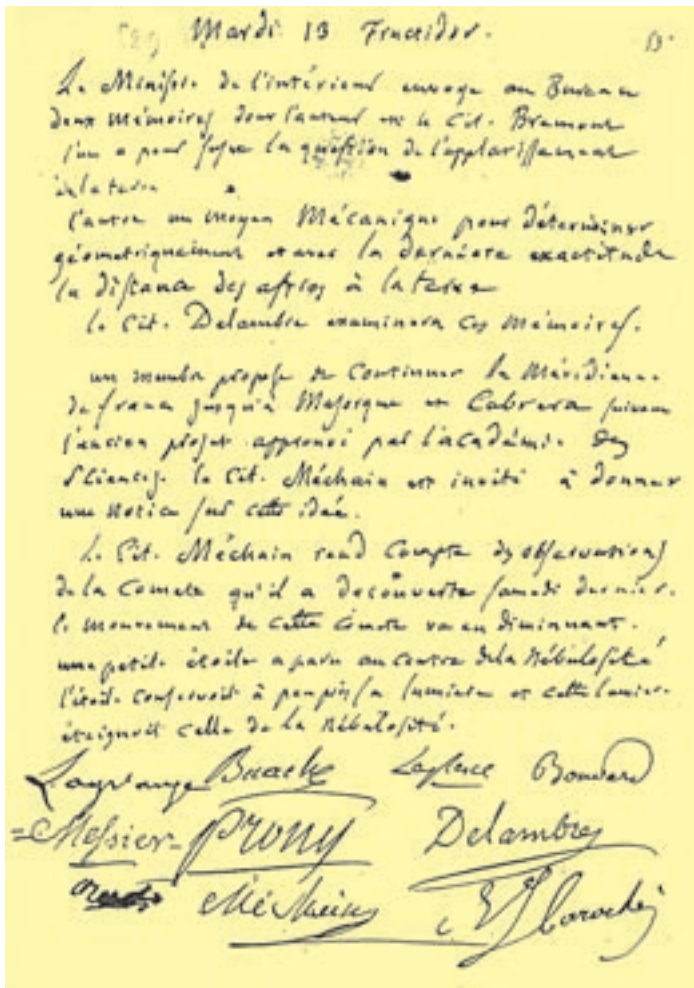 Mardi 13 Fructidor.
Le Ministre de l'intérieur envoye au Bureau
deux Mémoires dont l'auteur est le Cit. Bremont
l'un a pour sujet la question de l'applatissement
de la terre
l'autre un moyen Mécanique pour déterminer
géometriquement et avec la dernière exactitude
la distance des astres à la terre
le Cit. Delambre examinera ces Mémoires.
un membre propose de Continuer la Méridienne
de france jusqu'à Majorque et Cabrera suivant
l'ancien projet approuvé par l'académie des
Sciences. le Cit. Méchain est invité à donner
une Notice sur cette idée.
Le Cit. Méchain rend Compte des observations
de la Comete qu'il a decouverte samedi dernier.
le mouvement de cette Comete va en diminuant.
une petite étoile a paru au centre de la Nébulosité
l'étoile conservoit à peu près sa lumiere et cette lumiere
éteignoit celle de la Nébulosité.
Lagrange Buache Laplace Bouvard
Messier Prony Delambre
Méchain